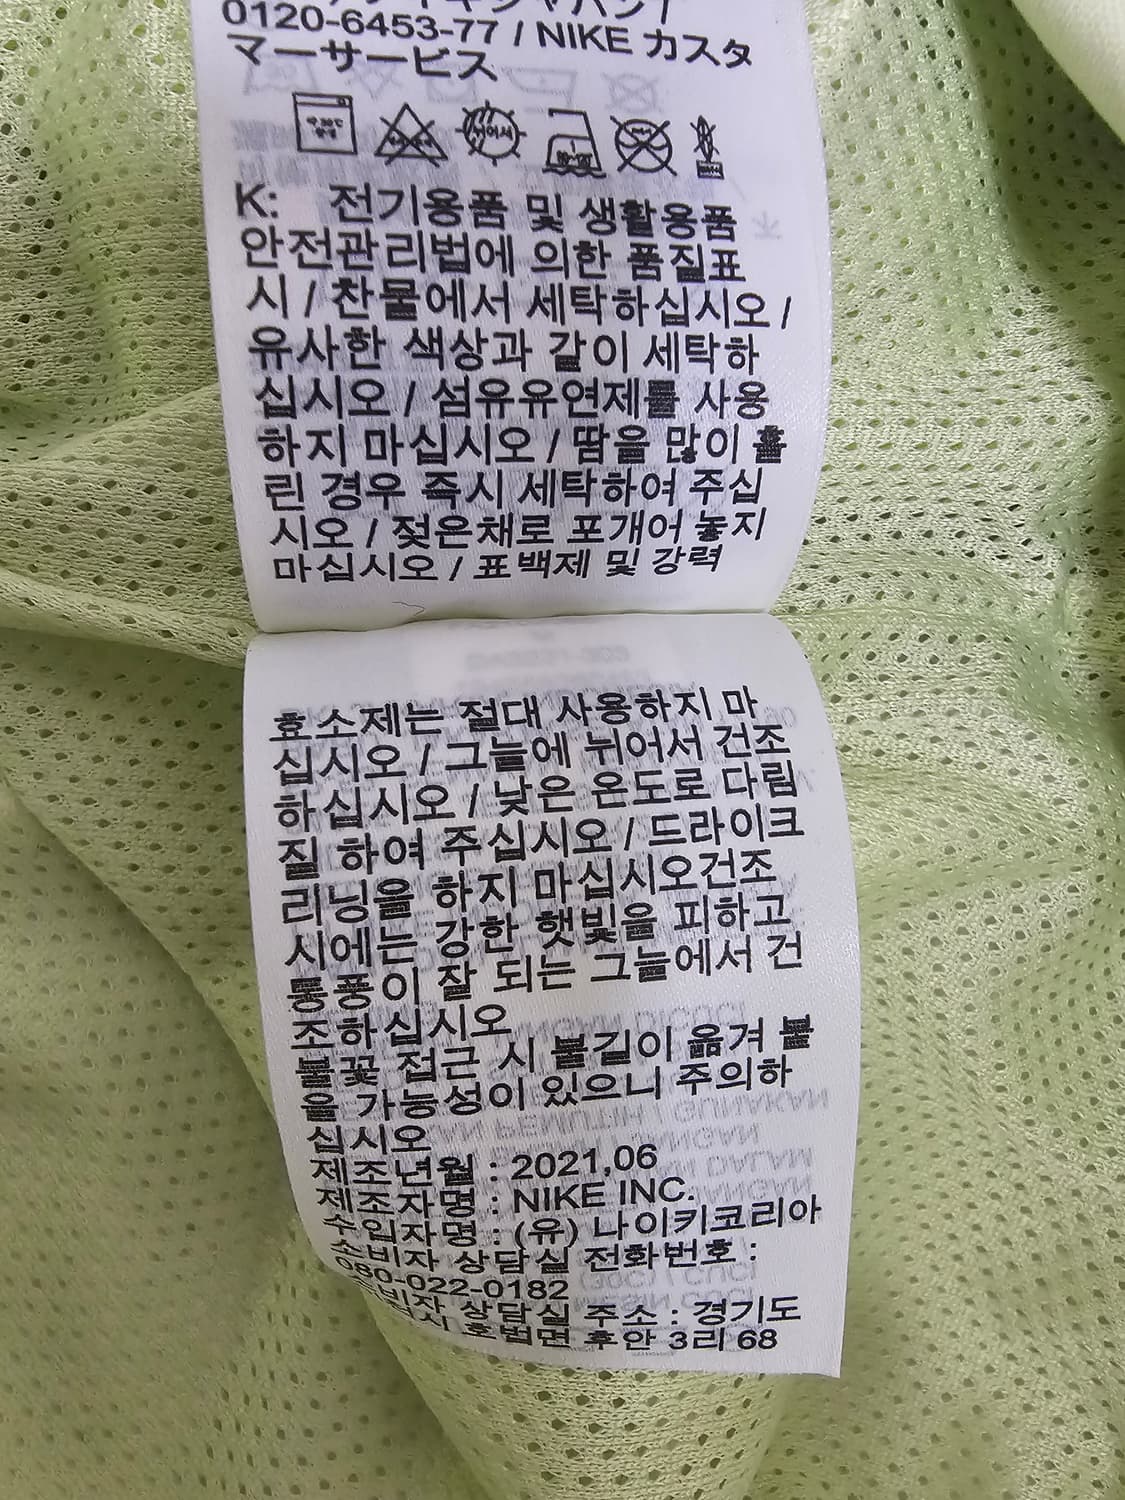 0120-6453-77 / NIKE カスタ
マーサービス
뉘어서
K: 전기용품 및 생활용품
안전관리법에 의한 품질표
시 / 찬물에서 세탁하십시오 /
유사한 색상과 같이 세탁하
십시오 / 섬유유연제를 사용
하지 마십시오 / 땀을 많이 흘
린 경우 즉시 세탁하여 주십
시오 / 젖은채로 포개어 놓지
마십시오 / 표백제 및 강력
효소제는 절대 사용하지 마
십시오 / 그늘에 뉘어서 건조
하십시오 / 낮은 온도로 다림
질 하여 주십시오 / 드라이크
리닝을 하지 마십시오건조
시에는 강한 햇빛을 피하고
통풍이 잘 되는 그늘에서 건
조하십시오
불꽃 접근 시 불길이 옮겨 붙
을 가능성이 있으니 주의하
십시오
제조년월 : 2021,06
제조자명 : NIKE INC.
수입자명 : (유) 나이키코리아
소비자 상담실 전화번호 :
080-022-0182
소비자 상담실 주소 : 경기도
호법면 후안 3리 68